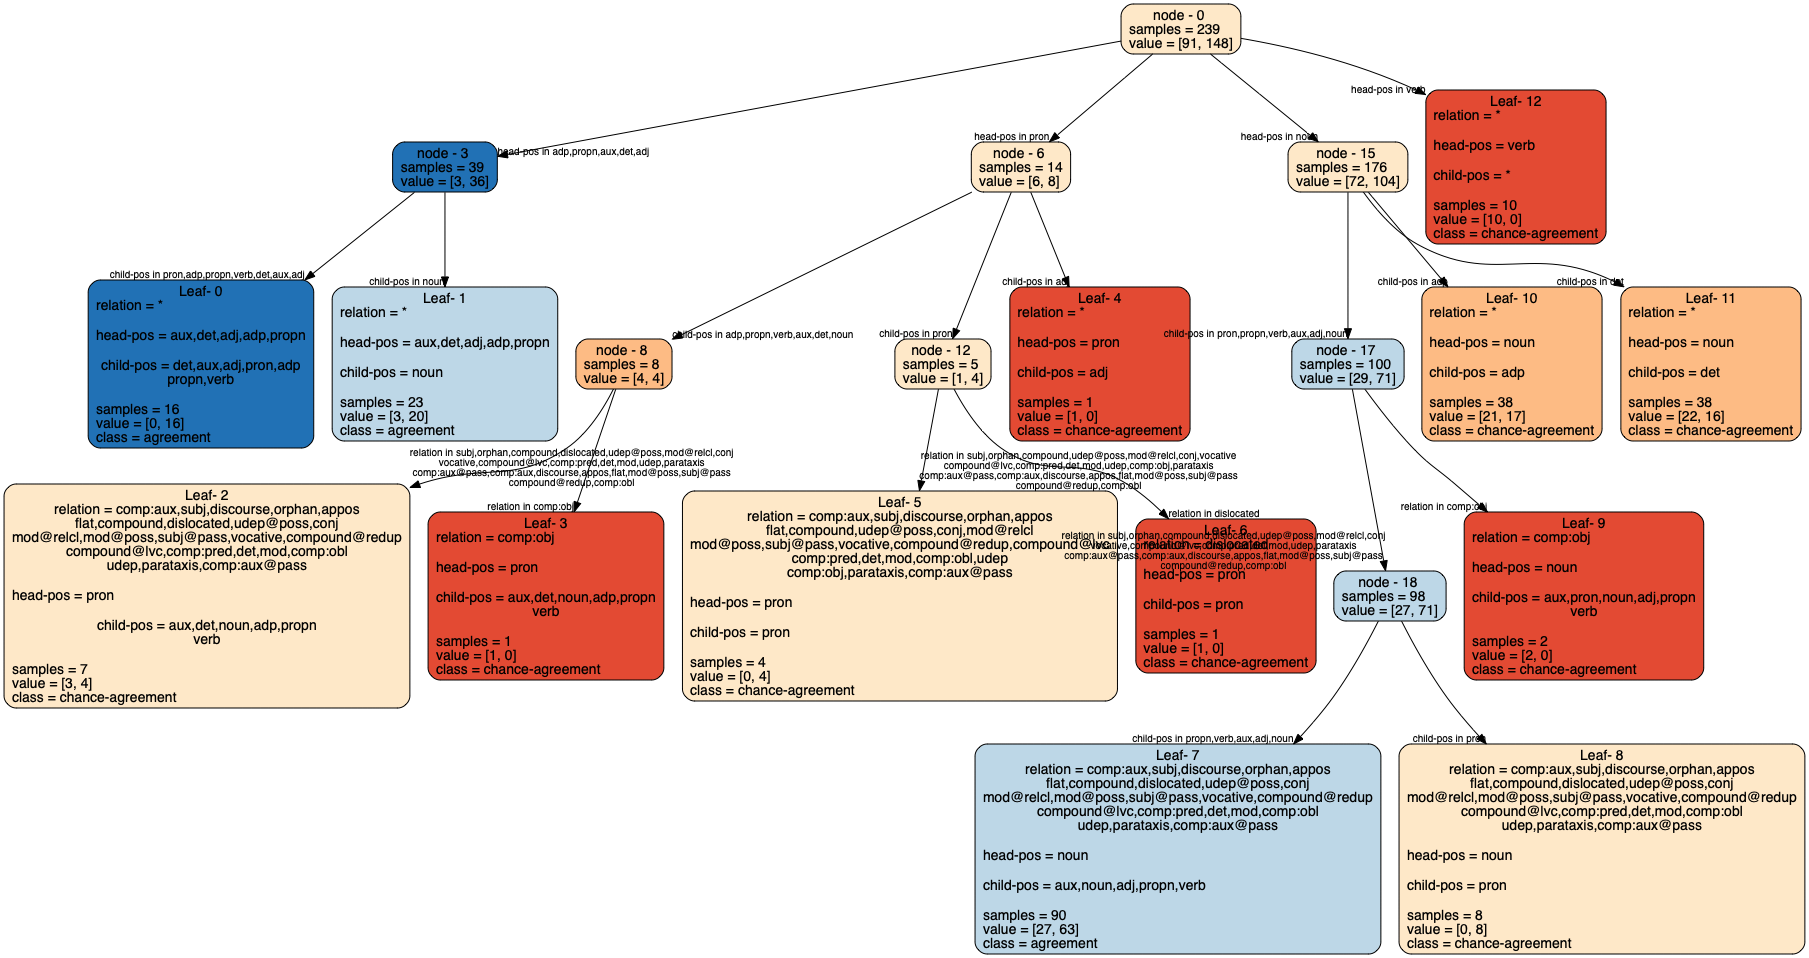 node - 0
samples = 239
value = [91, 148]
head-pos in adp,propn,aux,det,adj
head-pos in pron
head-pos in noun
head-pos in verb
node - 3
samples = 39
value = [3, 36]
node - 6
samples = 14
value = [6, 8]
node - 15
samples = 176
value = [72, 104]
Leaf- 12
relation = *
head-pos = verb
child-pos = *
samples = 10
value = [10, 0]
class = chance-agreement
child-pos in pron,adp,propn,verb,det,aux,adj
child-pos in noun
child-pos in adp,propn,verb,aux,det,noun
child-pos in pron
child-pos in adj
child-pos in pron,propn,verb,aux,adj,noun
child-pos in adp
child-pos in det
Leaf- 0
relation = *
head-pos = aux,det,adj,adp,propn
child-pos = det,aux,adj,pron,adp
propn,verb
samples = 16
value = [0, 16]
class = agreement
Leaf- 1
relation = *
head-pos = aux,det,adj,adp,propn
child-pos = noun
samples = 23
value = [3, 20]
class = agreement
node - 8
samples = 8
value = [4, 4]
node - 12
samples = 5
value = [1, 4]
Leaf- 4
relation = *
head-pos = pron
child-pos = adj
samples = 1
value = [1, 0]
class = chance-agreement
node - 17
samples = 100
value = [29, 71]
Leaf- 10
relation = *
head-pos = noun
child-pos = adp
samples = 38
value = [21, 17]
class = chance-agreement
Leaf- 11
relation = *
head-pos = noun
child-pos = det
samples = 38
value = [22, 16]
class = chance-agreement
relation in subj,orphan,compound,dislocated,udep@poss,mod@relcl,conj
vocative,compound@lvc,comp:pred,det,mod,udep,parataxis
comp:aux@pass,comp:aux,discourse,appos,flat,mod@poss,subj@pass
compound@redup,comp:obl
relation in comp:obj
relation in subj,orphan,compound,udep@poss,mod@relcl,conj,vocative
compound@lvc,comp:pred,det,mod,udep,comp:obj,parataxis
comp:aux@pass,comp:aux,discourse,appos,flat,mod@poss,subj@pass
compound@redup,comp:obl
relation in dislocated
relation in subj,orphan,compound,dislocated,udep@poss,mod@relcl,conj
vocative,compound@lvc,comp:pred,det,mod,udep,parataxis
comp:aux@pass,comp:aux,discourse,appos,flat,mod@poss,subj@pass
compound@redup,comp:obl
relation in comp:obj
Leaf- 2
relation = comp:aux,subj,discourse,orphan,appos
flat,compound,dislocated,udep@poss,conj
mod@relcl,mod@poss,subj@pass,vocative,compound@redup
compound@lvc,comp:pred,det,mod,comp:obl
udep,parataxis,comp:aux@pass
head-pos = pron
child-pos = aux,det,noun,adp,propn
verb
samples = 7
value = [3, 4]
class = chance-agreement
Leaf- 3
relation = comp:obj
head-pos = pron
child-pos = aux,det,noun,adp,propn
verb
samples = 1
value = [1, 0]
class = chance-agreement
Leaf- 5
relation = comp:aux,subj,discourse,orphan,appos
flat,compound,udep@poss,conj,mod@relcl
mod@poss,subj@pass,vocative,compound@redup,compound@lvc
comp:pred,det,mod,comp:obl,udep
comp:obj,parataxis,comp:aux@pass
head-pos = pron
child-pos = pron
samples = 4
value = [0, 4]
class = chance-agreement
Leaf- 6
relation = dislocated
head-pos = pron
child-pos = pron
samples = 1
value = [1, 0]
class = chance-agreement
node - 18
samples = 98
value = [27, 71]
Leaf- 9
relation = comp:obj
head-pos = noun
child-pos = aux,pron,noun,adj,propn
verb
samples = 2
value = [2, 0]
class = chance-agreement
child-pos in propn,verb,aux,adj,noun
child-pos in pron
Leaf- 7
relation = comp:aux,subj,discourse,orphan,appos
flat,compound,dislocated,udep@poss,conj
mod@relcl,mod@poss,subj@pass,vocative,compound@redup
compound@lvc,comp:pred,det,mod,comp:obl
udep,parataxis,comp:aux@pass
head-pos = noun
child-pos = aux,noun,adj,propn,verb
samples = 90
value = [27, 63]
class = agreement
Leaf- 8
relation = comp:aux,subj,discourse,orphan,appos
flat,compound,dislocated,udep@poss,conj
mod@relcl,mod@poss,subj@pass,vocative,compound@redup
compound@lvc,comp:pred,det,mod,comp:obl
udep,parataxis,comp:aux@pass
head-pos = noun
child-pos = pron
samples = 8
value = [0, 8]
class = chance-agreement